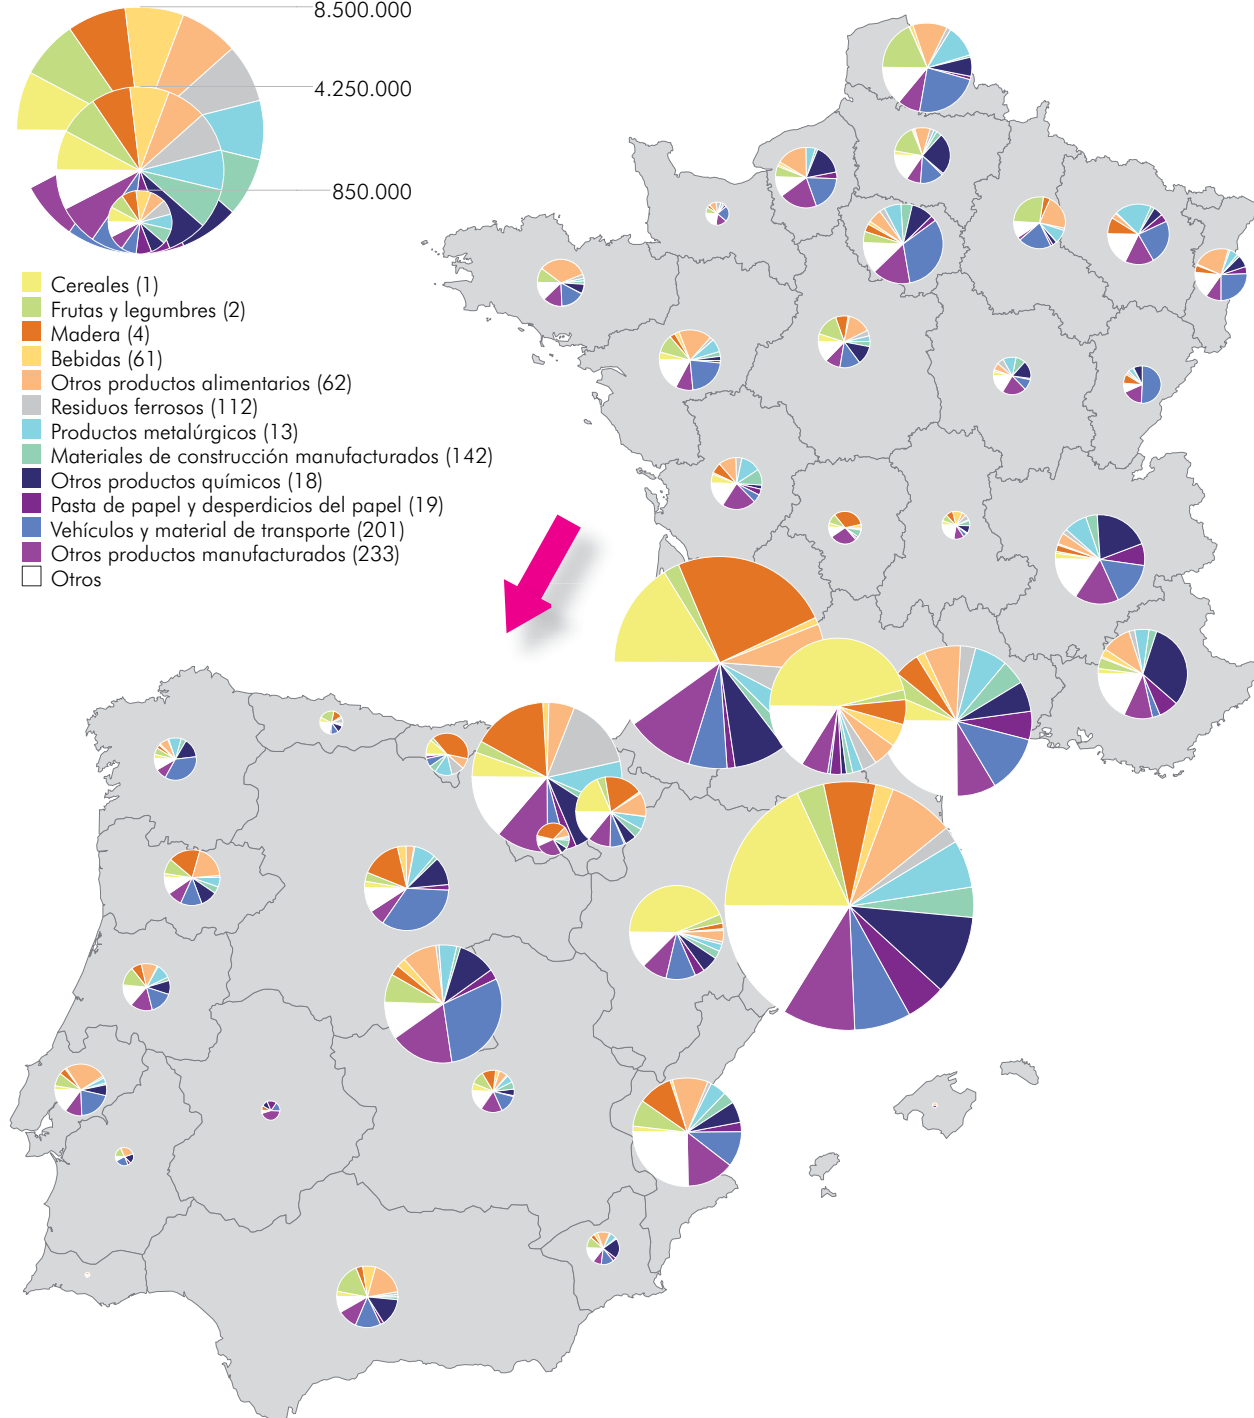 8.500.000
4.250.000
850.000
Cereales (1)
Frutas y legumbres (2)
Madera (4)
Bebidas (61)
Otros productos alimentarios (62)
Residuos ferrosos (112)
Productos metalúrgicos (13)
Materiales de construcción manufacturados (142)
Otros productos químicos (18)
Pasta de papel y desperdicios del papel (19)
Vehículos y material de transporte (201)
Otros productos manufacturados (233)
Otros